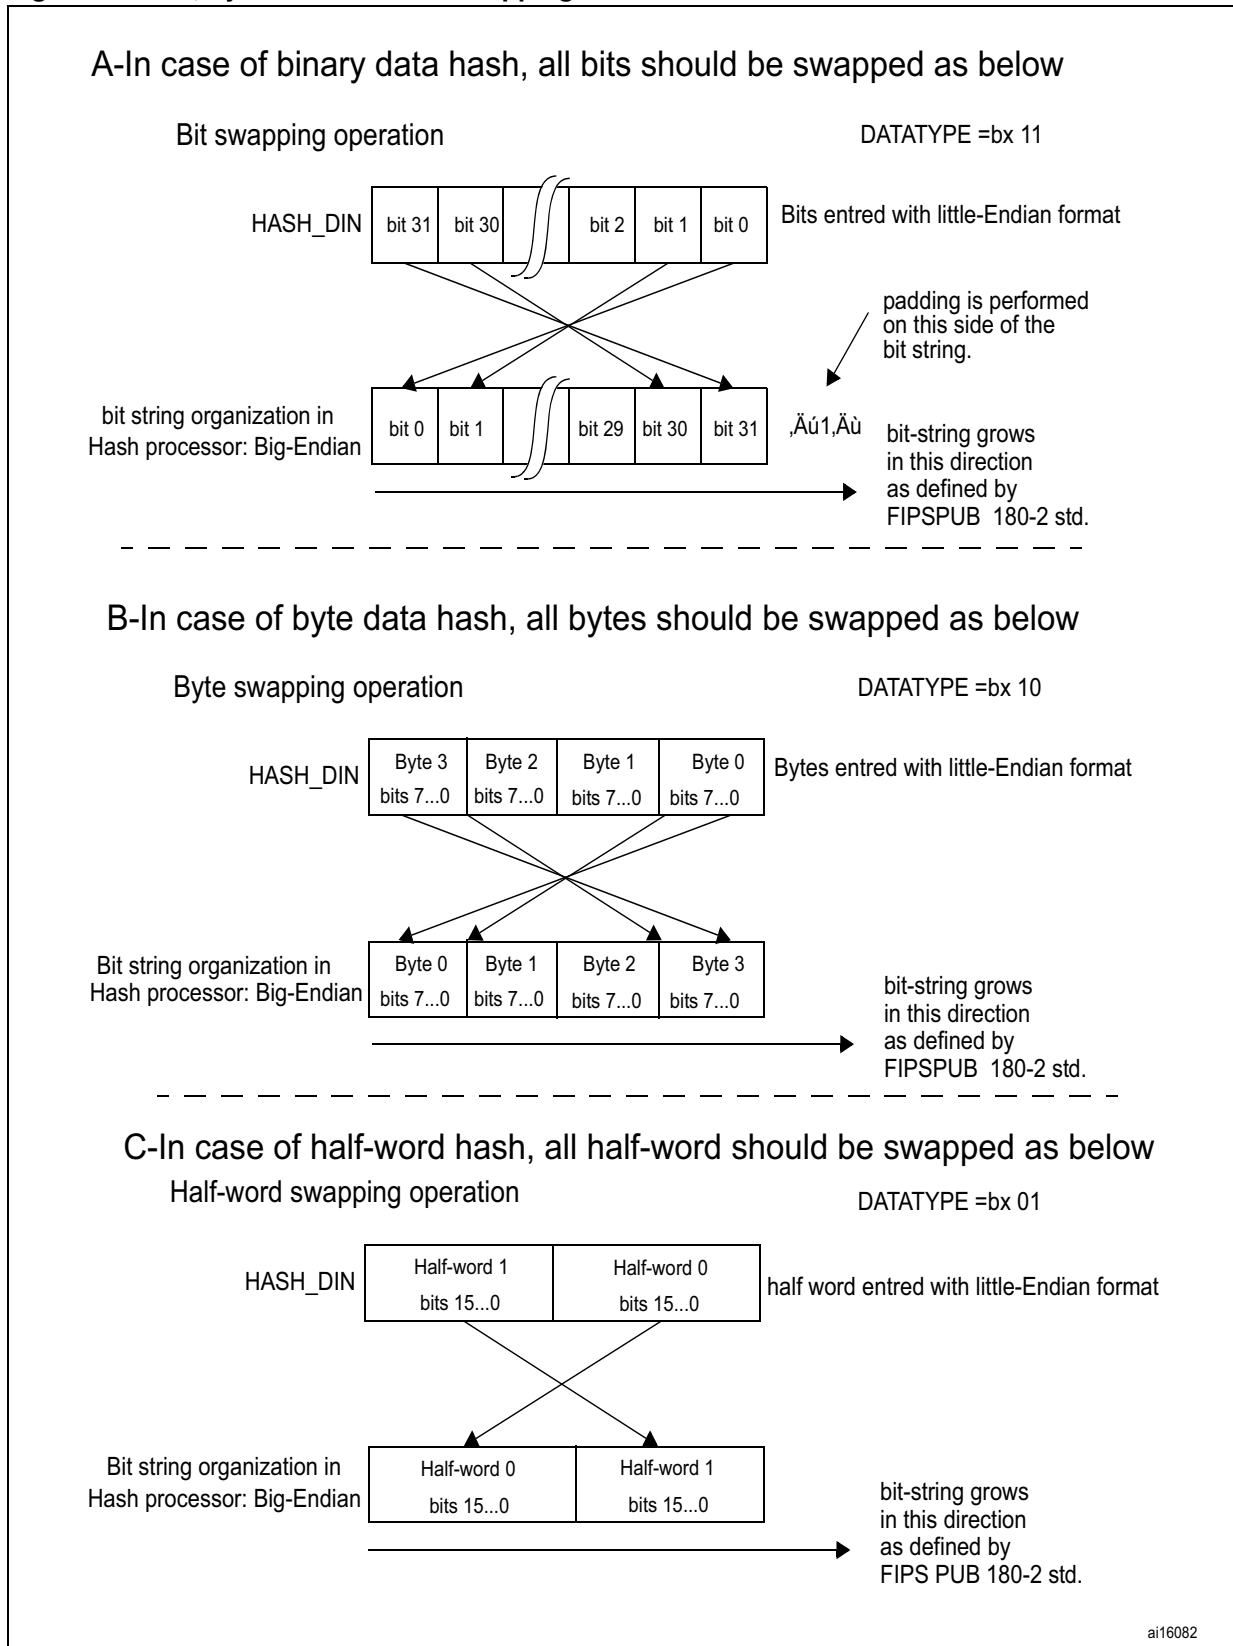 A-In case of binary data hash, all bits should be swapped as below
Bit swapping operation DATATYPE =bx 11
HASH_DIN bit 31 bit 30 bit 2 bit 1 bit 0 Bits entred with little-Endian format
padding is performed
on this side of the
bit string.
bit string organization in
Hash processor: Big-Endian
bit 0 bit 1 bit 29 bit 30 bit 31 ‚Äú1‚Äù
bit-string grows
in this direction
as defined by
FIPSPUB 180-2 std.
B-In case of byte data hash, all bytes should be swapped as below
Byte swapping operation DATATYPE =bx 10
HASH_DIN
Byte 3 Byte 2 Byte 1 Byte 0
bits 7...0 bits 7...0 bits 7...0 bits 7...0
Bytes entred with little-Endian format
Bit string organization in
Hash processor: Big-Endian
Byte 0 Byte 1 Byte 2 Byte 3
bits 7...0 bits 7...0 bits 7...0 bits 7...0
bit-string grows
in this direction
as defined by
FIPSPUB 180-2 std.
C-In case of half-word hash, all half-word should be swapped as below
Half-word swapping operation DATATYPE =bx 01
HASH_DIN
Half-word 1 Half-word 0
bits 15...0 bits 15...0
half word entred with little-Endian format
Bit string organization in
Hash processor: Big-Endian
Half-word 0 Half-word 1
bits 15...0 bits 15...0
bit-string grows
in this direction
as defined by
FIPS PUB 180-2 std.
ai16082